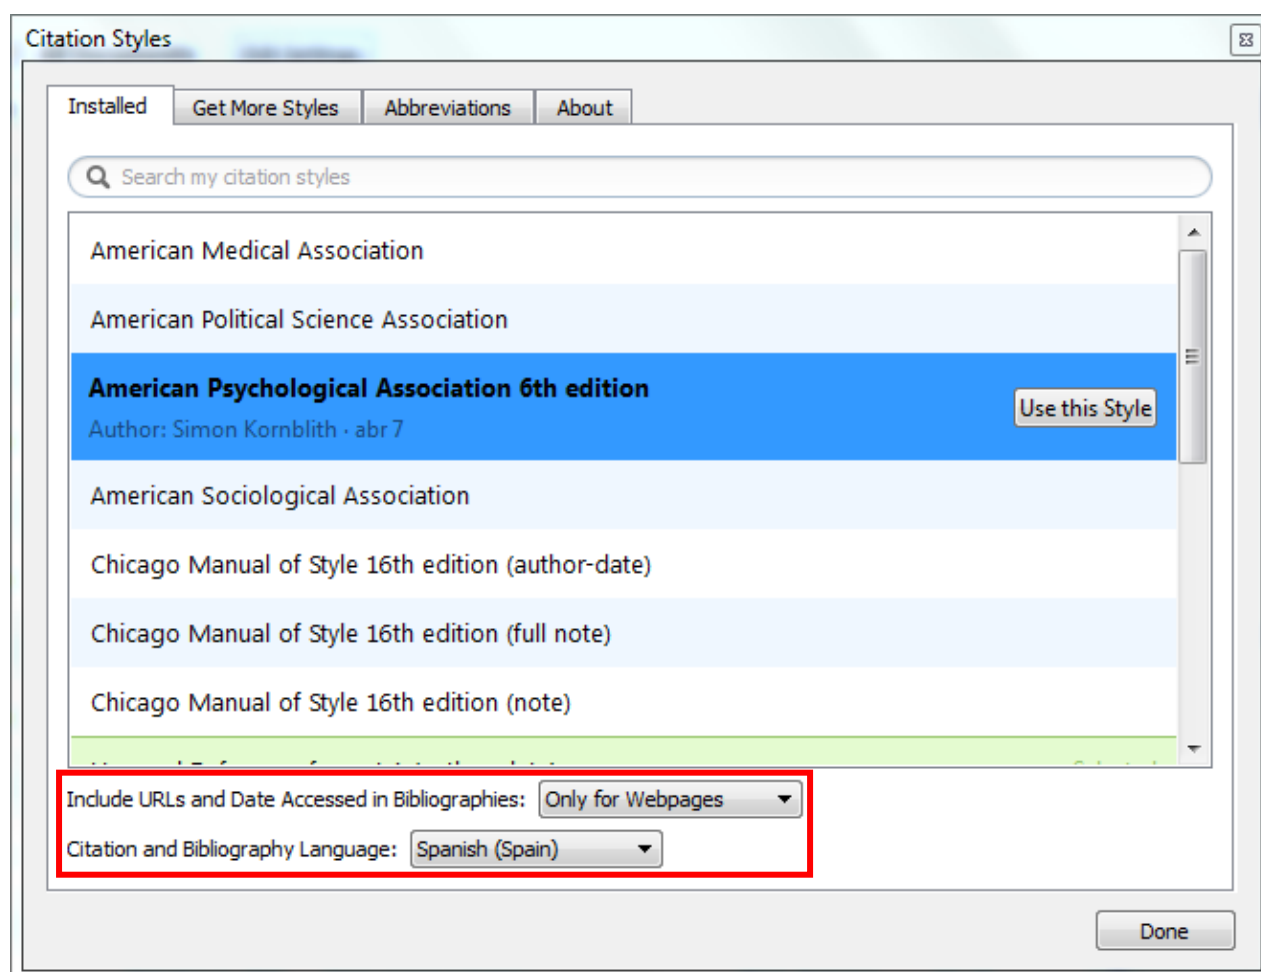 Citation Styles
Installed Get More Styles Abbreviations About
Search my citation styles
American Medical Association
American Political Science Association
American Psychological Association 6th edition
Use this Style
Author: Simon Kornblith · abr 7
American Sociological Association
Chicago Manual of Style 16th edition (author-date)
Chicago Manual of Style 16th edition (full note)
Chicago Manual of Style 16th edition (note)
Include URLs and Date Accessed in Bibliographies: Only for Webpages
Citation and Bibliography Language: Spanish (Spain)
Done